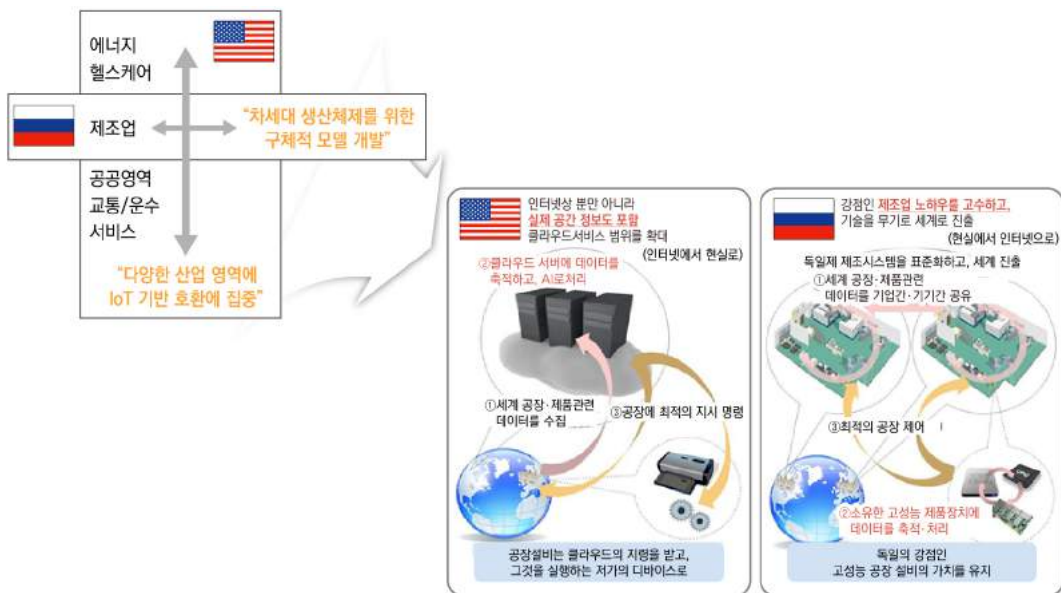 에너지
헬스케어
제조업
"차세대 생산체제를 위한
구체적 모델 개발"
공공영역
교통/운수
서비스
"다양한 산업 영역에
IoT 기반 호환에 집중"
인터넷상 뿐만 아니라
실제 공간 정보도 포함
클라우드서비스 범위를 확대
(인터넷에서 현실로)
②클라우드 서버에 데이터를
축적하고, AI로처리
①세계 공장·제품관련
데이터를 수집
③공장에 최적의 지시 명령
공장설비는 클라우드의 지령을 받고,
그것을 실행하는 저가의 디바이스로
강점인 제조업 노하우를 고수하고,
기술을 무기로 세계로 진출
(현실에서 인터넷으로)
독일제 제조시스템을 표준화하고, 세계 진출
①세계 공장·제품관련
데이터를 기업간·기기간 공유
③최적의 공장 제어
②소유한 고성능 제품장치에
데이터를 축적·처리
독일의 강점인
고성능 공장 설비의 가치를 유지